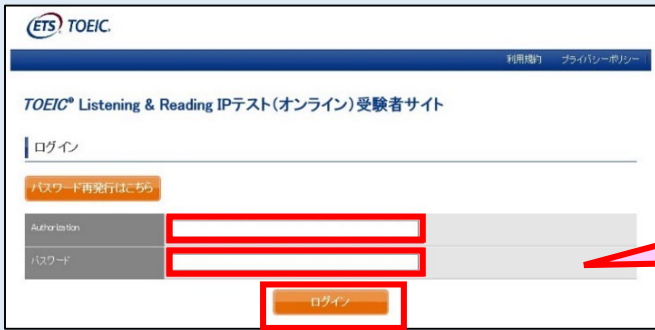 ETS TOEIC.
利用規約 プライバシーポリシー
TOEIC® Listening & Reading IPテスト(オンライン)受験者サイト
ログイン
パスワード再発行はこちら
Authorization
パスワード
ログイン